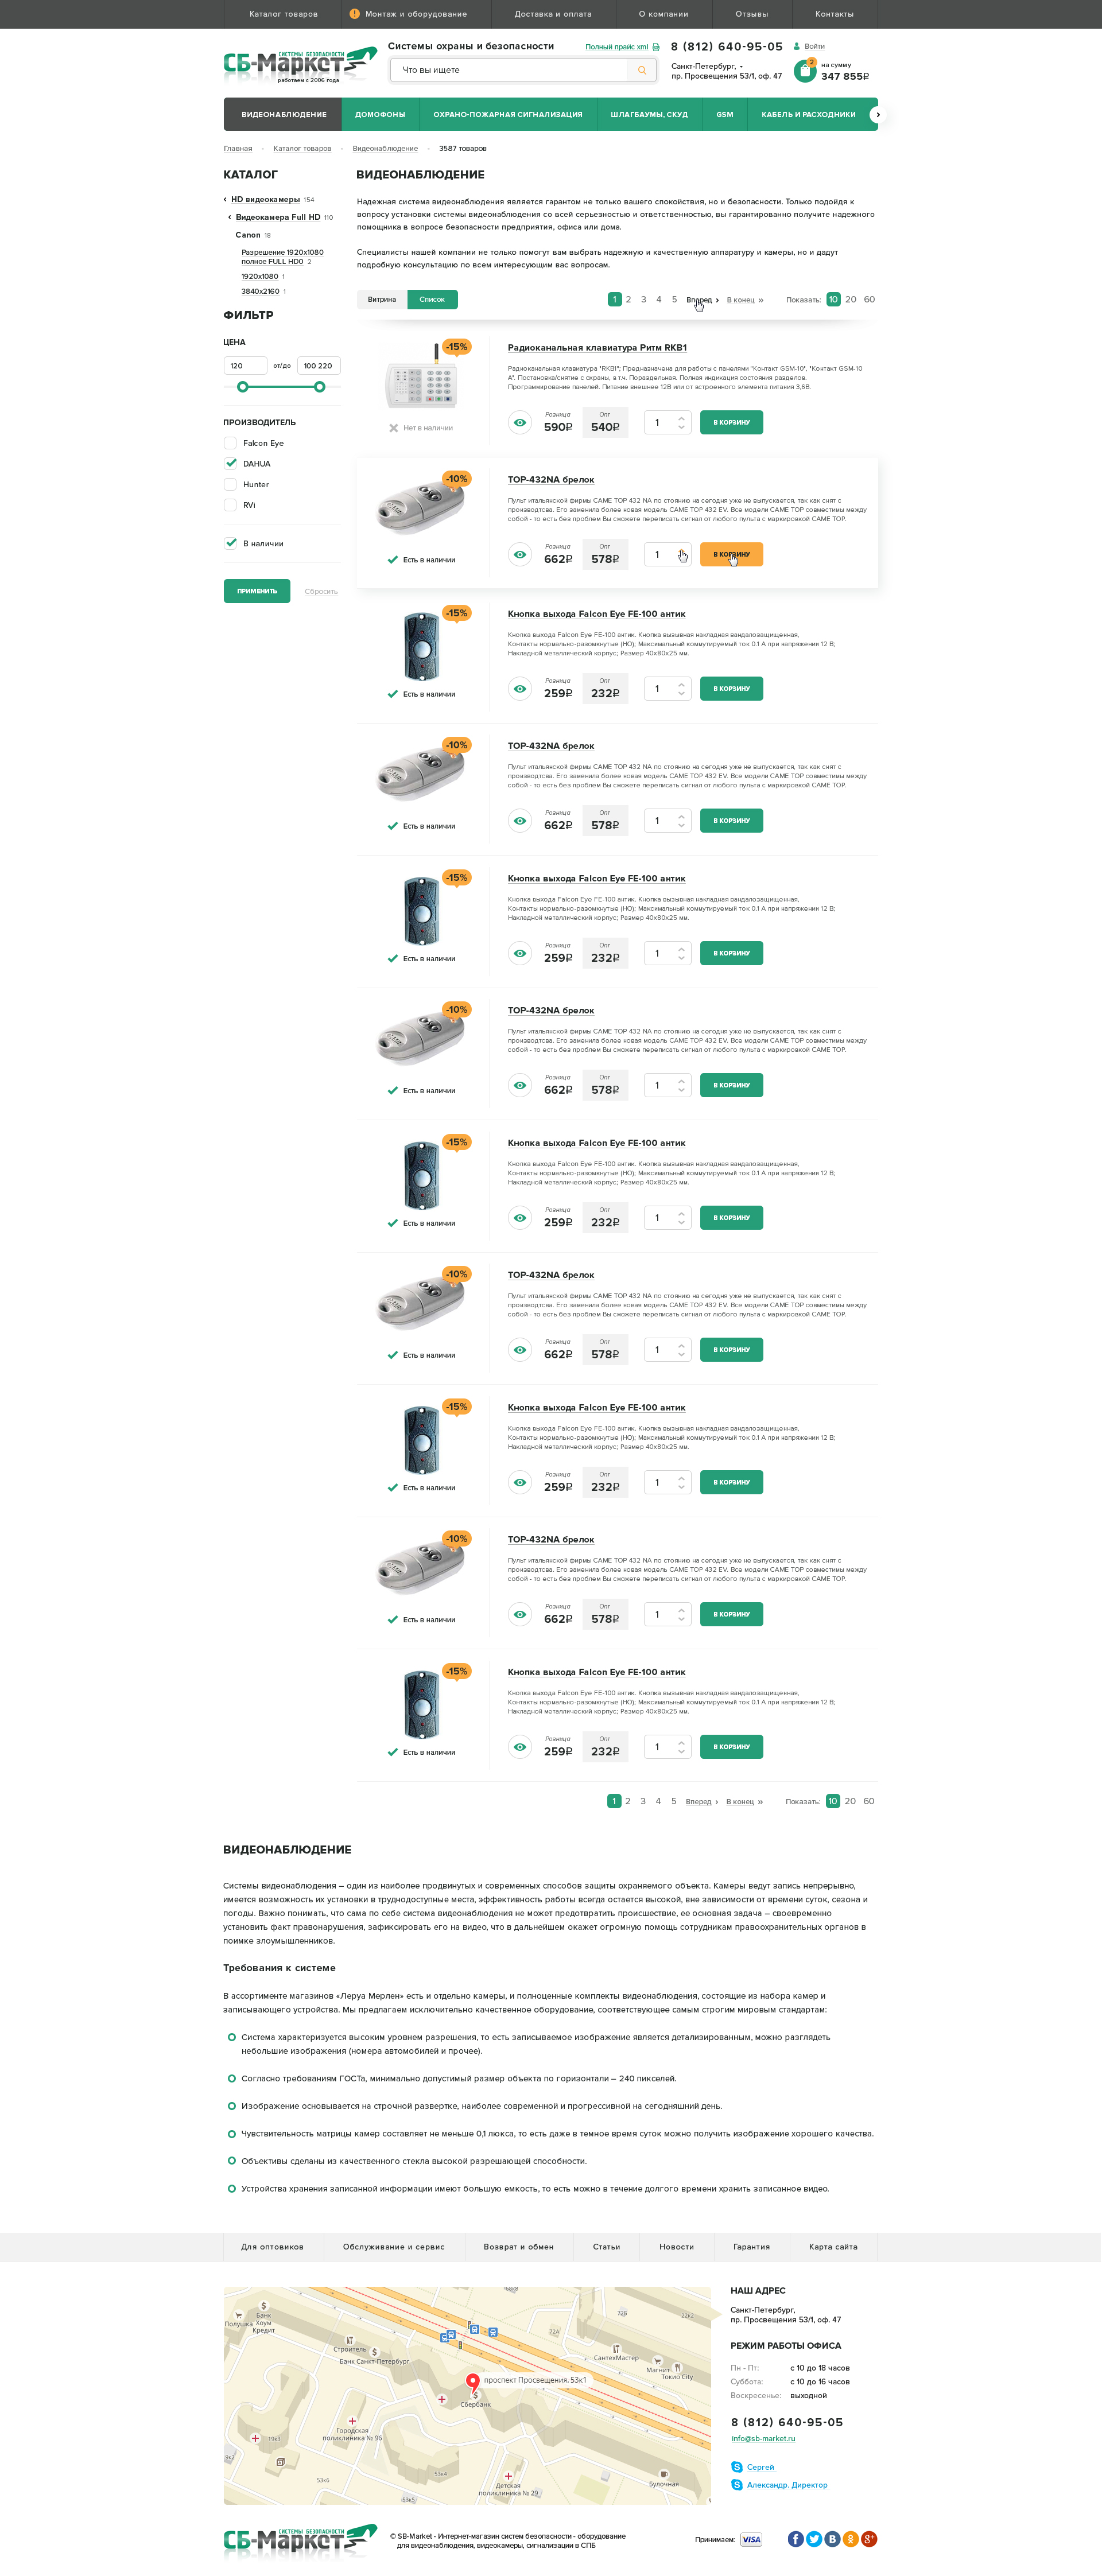 Каталог товаров
Монтаж и оборудование
Доставка и оплата
О компании
Отзывы
Контакты
СИСТЕМЫ БЕЗОПАСНОСТИ
СБ-Маркет
работаем с 2006 года
Системы охраны и безопасности
Полный прайс xml
Что вы ищете
8 (812) 640-95-05
Санкт-Петербург,
пр. Просвещения 53/1, оф. 47
Войти
2
на сумму
347 855₽
ВИДЕОНАБЛЮДЕНИЕ
ДОМОФОНЫ
ОХРАНО-ПОЖАРНАЯ СИГНАЛИЗАЦИЯ
ШЛАГБАУМЫ, СКУД
GSM
КАБЕЛЬ И РАСХОДНИКИ
Главная - Каталог товаров - Видеонаблюдение - 3587 товаров
КАТАЛОГ
HD видеокамеры 154
Видеокамера Full HD 110
Canon 18
Разрешение 1920x1080
полное FULL HD0 2
1920x1080 1
3840x2160 1
ФИЛЬТР
ЦЕНА
120 от/до 100 220
ПРОИЗВОДИТЕЛЬ
Falcon Eye
DAHUA
Hunter
RVi
В наличии
ПРИМЕНИТЬ
Сбросить
ВИДЕОНАБЛЮДЕНИЕ
Надежная система видеонаблюдения является гарантом не только вашего спокойствия, но и безопасности. Только подойдя к
вопросу установки системы видеонаблюдения со всей серьезностью и ответственностью, вы гарантированно получите надежного
помощника в вопросе безопасности предприятия, офиса или дома.
Специалисты нашей компании не только помогут вам выбрать надежную и качественную аппаратуру и камеры, но и дадут
подробную консультацию по всем интересующим вас вопросам.
Витрина
Список
1 2 3 4 5 Вперед › В конец » Показать: 10 20 60
-15%
Нет в наличии
Радиоканальная клавиатура Ритм RKB1
Радиоканальная клавиатура "RKB1"; Предназначена для работы с панелями "Контакт GSM-10", "Контакт GSM-10
А". Постановка/снятие с охраны, в т.ч. Пораздельная. Полная индикация состояния разделов.
Программирование панелей. Питание внешнее 12В или от встроенного элемента питания 3,6В.
Розница
590₽
Опт
540₽
1
В КОРЗИНУ
-10%
Есть в наличии
TOP-432NA брелок
Пульт итальянской фирмы CAME TOP 432 NA по стоянию на сегодня уже не выпускается, так как снят с
производтсва. Его заменила более новая модель CAME TOP 432 EV. Все модели CAME TOP совместимы между
собой - то есть без проблем Вы сможете переписать сигнал от любого пульта с маркировкой CAME TOP.
Розница
662₽
Опт
578₽
1
В КОРЗИНУ
-15%
Есть в наличии
Кнопка выхода Falcon Eye FE-100 антик
Кнопка выхода Falcon Eye FE-100 антик. Кнопка вызывная накладная вандалозащищенная,
Контакты нормально-разомкнутые (НО); Максимальный коммутируемый ток 0.1 А при напряжении 12 В;
Накладной металлический корпус; Размер 40х80х25 мм.
Розница
259₽
Опт
232₽
1
В КОРЗИНУ
-10%
Есть в наличии
TOP-432NA брелок
Пульт итальянской фирмы CAME TOP 432 NA по стоянию на сегодня уже не выпускается, так как снят с
производтсва. Его заменила более новая модель CAME TOP 432 EV. Все модели CAME TOP совместимы между
собой - то есть без проблем Вы сможете переписать сигнал от любого пульта с маркировкой CAME TOP.
Розница
662₽
Опт
578₽
1
В КОРЗИНУ
-15%
Есть в наличии
Кнопка выхода Falcon Eye FE-100 антик
Кнопка выхода Falcon Eye FE-100 антик. Кнопка вызывная накладная вандалозащищенная,
Контакты нормально-разомкнутые (НО); Максимальный коммутируемый ток 0.1 А при напряжении 12 В;
Накладной металлический корпус; Размер 40х80х25 мм.
Розница
259₽
Опт
232₽
1
В КОРЗИНУ
-10%
Есть в наличии
TOP-432NA брелок
Пульт итальянской фирмы CAME TOP 432 NA по стоянию на сегодня уже не выпускается, так как снят с
производтсва. Его заменила более новая модель CAME TOP 432 EV. Все модели CAME TOP совместимы между
собой - то есть без проблем Вы сможете переписать сигнал от любого пульта с маркировкой CAME TOP.
Розница
662₽
Опт
578₽
1
В КОРЗИНУ
-15%
Есть в наличии
Кнопка выхода Falcon Eye FE-100 антик
Кнопка выхода Falcon Eye FE-100 антик. Кнопка вызывная накладная вандалозащищенная,
Контакты нормально-разомкнутые (НО); Максимальный коммутируемый ток 0.1 А при напряжении 12 В;
Накладной металлический корпус; Размер 40х80х25 мм.
Розница
259₽
Опт
232₽
1
В КОРЗИНУ
-10%
Есть в наличии
TOP-432NA брелок
Пульт итальянской фирмы CAME TOP 432 NA по стоянию на сегодня уже не выпускается, так как снят с
производтсва. Его заменила более новая модель CAME TOP 432 EV. Все модели CAME TOP совместимы между
собой - то есть без проблем Вы сможете переписать сигнал от любого пульта с маркировкой CAME TOP.
Розница
662₽
Опт
578₽
1
В КОРЗИНУ
-15%
Есть в наличии
Кнопка выхода Falcon Eye FE-100 антик
Кнопка выхода Falcon Eye FE-100 антик. Кнопка вызывная накладная вандалозащищенная,
Контакты нормально-разомкнутые (НО); Максимальный коммутируемый ток 0.1 А при напряжении 12 В;
Накладной металлический корпус; Размер 40х80х25 мм.
Розница
259₽
Опт
232₽
1
В КОРЗИНУ
-10%
Есть в наличии
TOP-432NA брелок
Пульт итальянской фирмы CAME TOP 432 NA по стоянию на сегодня уже не выпускается, так как снят с
производтсва. Его заменила более новая модель CAME TOP 432 EV. Все модели CAME TOP совместимы между
собой - то есть без проблем Вы сможете переписать сигнал от любого пульта с маркировкой CAME TOP.
Розница
662₽
Опт
578₽
1
В КОРЗИНУ
-15%
Есть в наличии
Кнопка выхода Falcon Eye FE-100 антик
Кнопка выхода Falcon Eye FE-100 антик. Кнопка вызывная накладная вандалозащищенная,
Контакты нормально-разомкнутые (НО); Максимальный коммутируемый ток 0.1 А при напряжении 12 В;
Накладной металлический корпус; Размер 40х80х25 мм.
Розница
259₽
Опт
232₽
1
В КОРЗИНУ
1 2 3 4 5 Вперед › В конец » Показать: 10 20 60
ВИДЕОНАБЛЮДЕНИЕ
Системы видеонаблюдения – один из наиболее продвинутых и современных способов защиты охраняемого объекта. Камеры ведут запись непрерывно,
имеется возможность их установки в труднодоступные места, эффективность работы всегда остается высокой, вне зависимости от времени суток, сезона и
погоды. Важно понимать, что сама по себе система видеонаблюдения не может предотвратить происшествие, ее основная задача – своевременно
установить факт правонарушения, зафиксировать его на видео, что в дальнейшем окажет огромную помощь сотрудникам правоохранительных органов в
поимке злоумышленников.
Требования к системе
В ассортименте магазинов «Леруа Мерлен» есть и отдельно камеры, и полноценные комплекты видеонаблюдения, состоящие из набора камер и
записывающего устройства. Мы предлагаем исключительно качественное оборудование, соответствующее самым строгим мировым стандартам:
Система характеризуется высоким уровнем разрешения, то есть записываемое изображение является детализированным, можно разглядеть
небольшие изображения (номера автомобилей и прочее).
Согласно требованиям ГОСТа, минимально допустимый размер объекта по горизонтали – 240 пикселей.
Изображение основывается на строчной развертке, наиболее современной и прогрессивной на сегодняшний день.
Чувствительность матрицы камер составляет не меньше 0,1 люкса, то есть даже в темное время суток можно получить изображение хорошего качества.
Объективы сделаны из качественного стекла высокой разрешающей способности.
Устройства хранения записанной информации имеют большую емкость, то есть можно в течение долгого времени хранить записанное видео.
Для оптовиков
Обслуживание и сервис
Возврат и обмен
Статьи
Новости
Гарантия
Карта сайта
Полушка
Банк
Хоум
Кредит
Строитель
Банк Санкт-Петербург
72Б
22к2
72А
СантехМастер
Магнит
Токио City
проспект Просвещения, 53к1
Сбербанк
Городская
поликлиника № 96
19к3
53к6
53к4
53к5
Детская
поликлиника № 29
Булочная
НАШ АДРЕС
Санкт-Петербург,
пр. Просвещения 53/1, оф. 47
РЕЖИМ РАБОТЫ ОФИСА
Пн - Пт: с 10 до 18 часов
Суббота: с 10 до 16 часов
Воскресенье: выходной
8 (812) 640-95-05
info@sb-market.ru
Сергей
Александр. Директор
СИСТЕМЫ БЕЗОПАСНОСТИ
СБ-Маркет
© SB-Market - Интернет-магазин систем безопасности - оборудование
для видеонаблюдения, видеокамеры, сигнализации в СПБ
Принимаем:
VISA